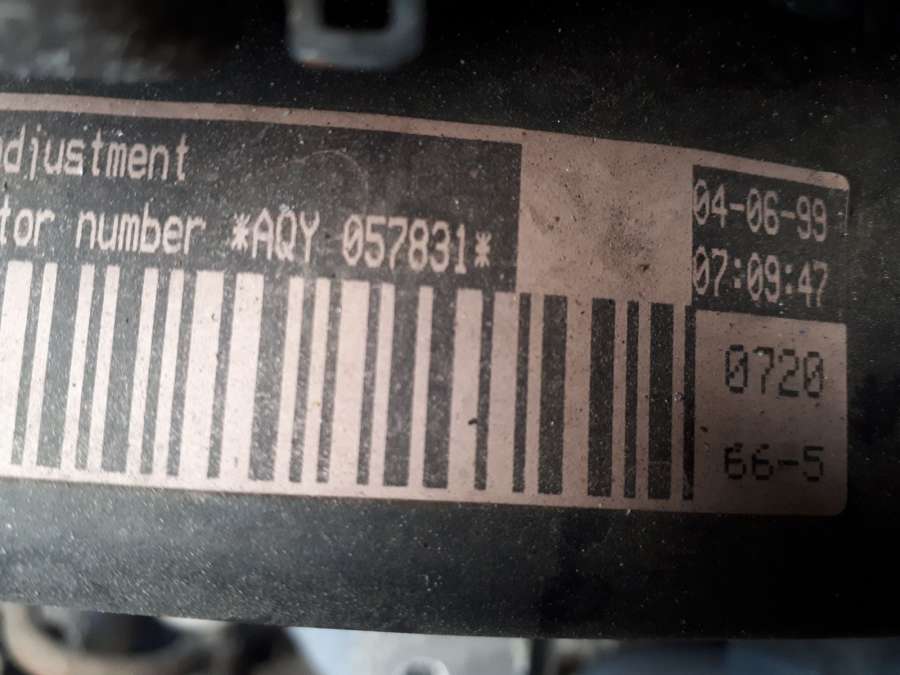 djustment
tor number *AQY 057831*
04-06-99
07:09:47
0720
66-5